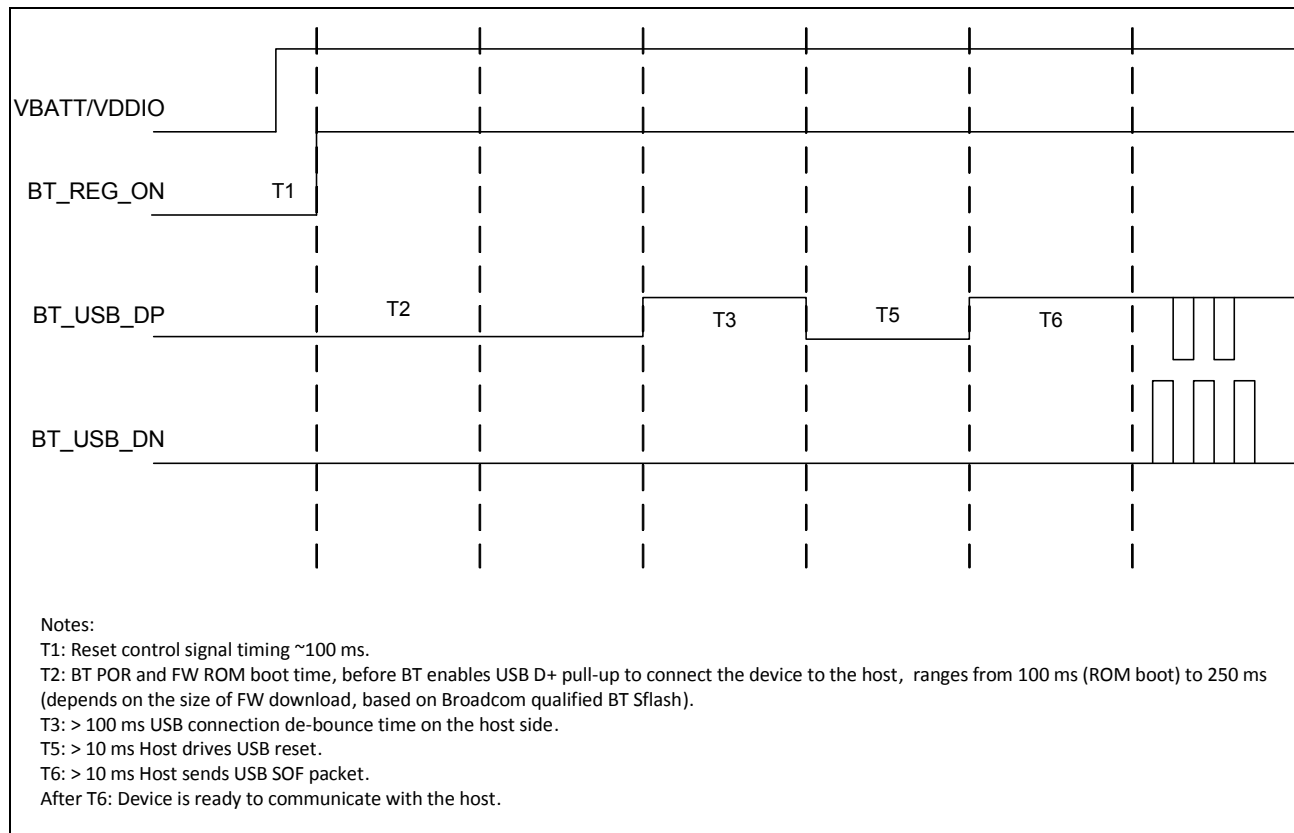 VBATT/VDDIO
BT_REG_ON
T1
BT_USB_DP
T2
T3
T5
T6
BT_USB_DN
Notes:
T1: Reset control signal timing ~100 ms.
T2: BT POR and FW ROM boot time, before BT enables USB D+ pull-up to connect the device to the host, ranges from 100 ms (ROM boot) to 250 ms
(depends on the size of FW download, based on Broadcom qualified BT Sflash).
T3: > 100 ms USB connection de-bounce time on the host side.
T5: > 10 ms Host drives USB reset.
T6: > 10 ms Host sends USB SOF packet.
After T6: Device is ready to communicate with the host.